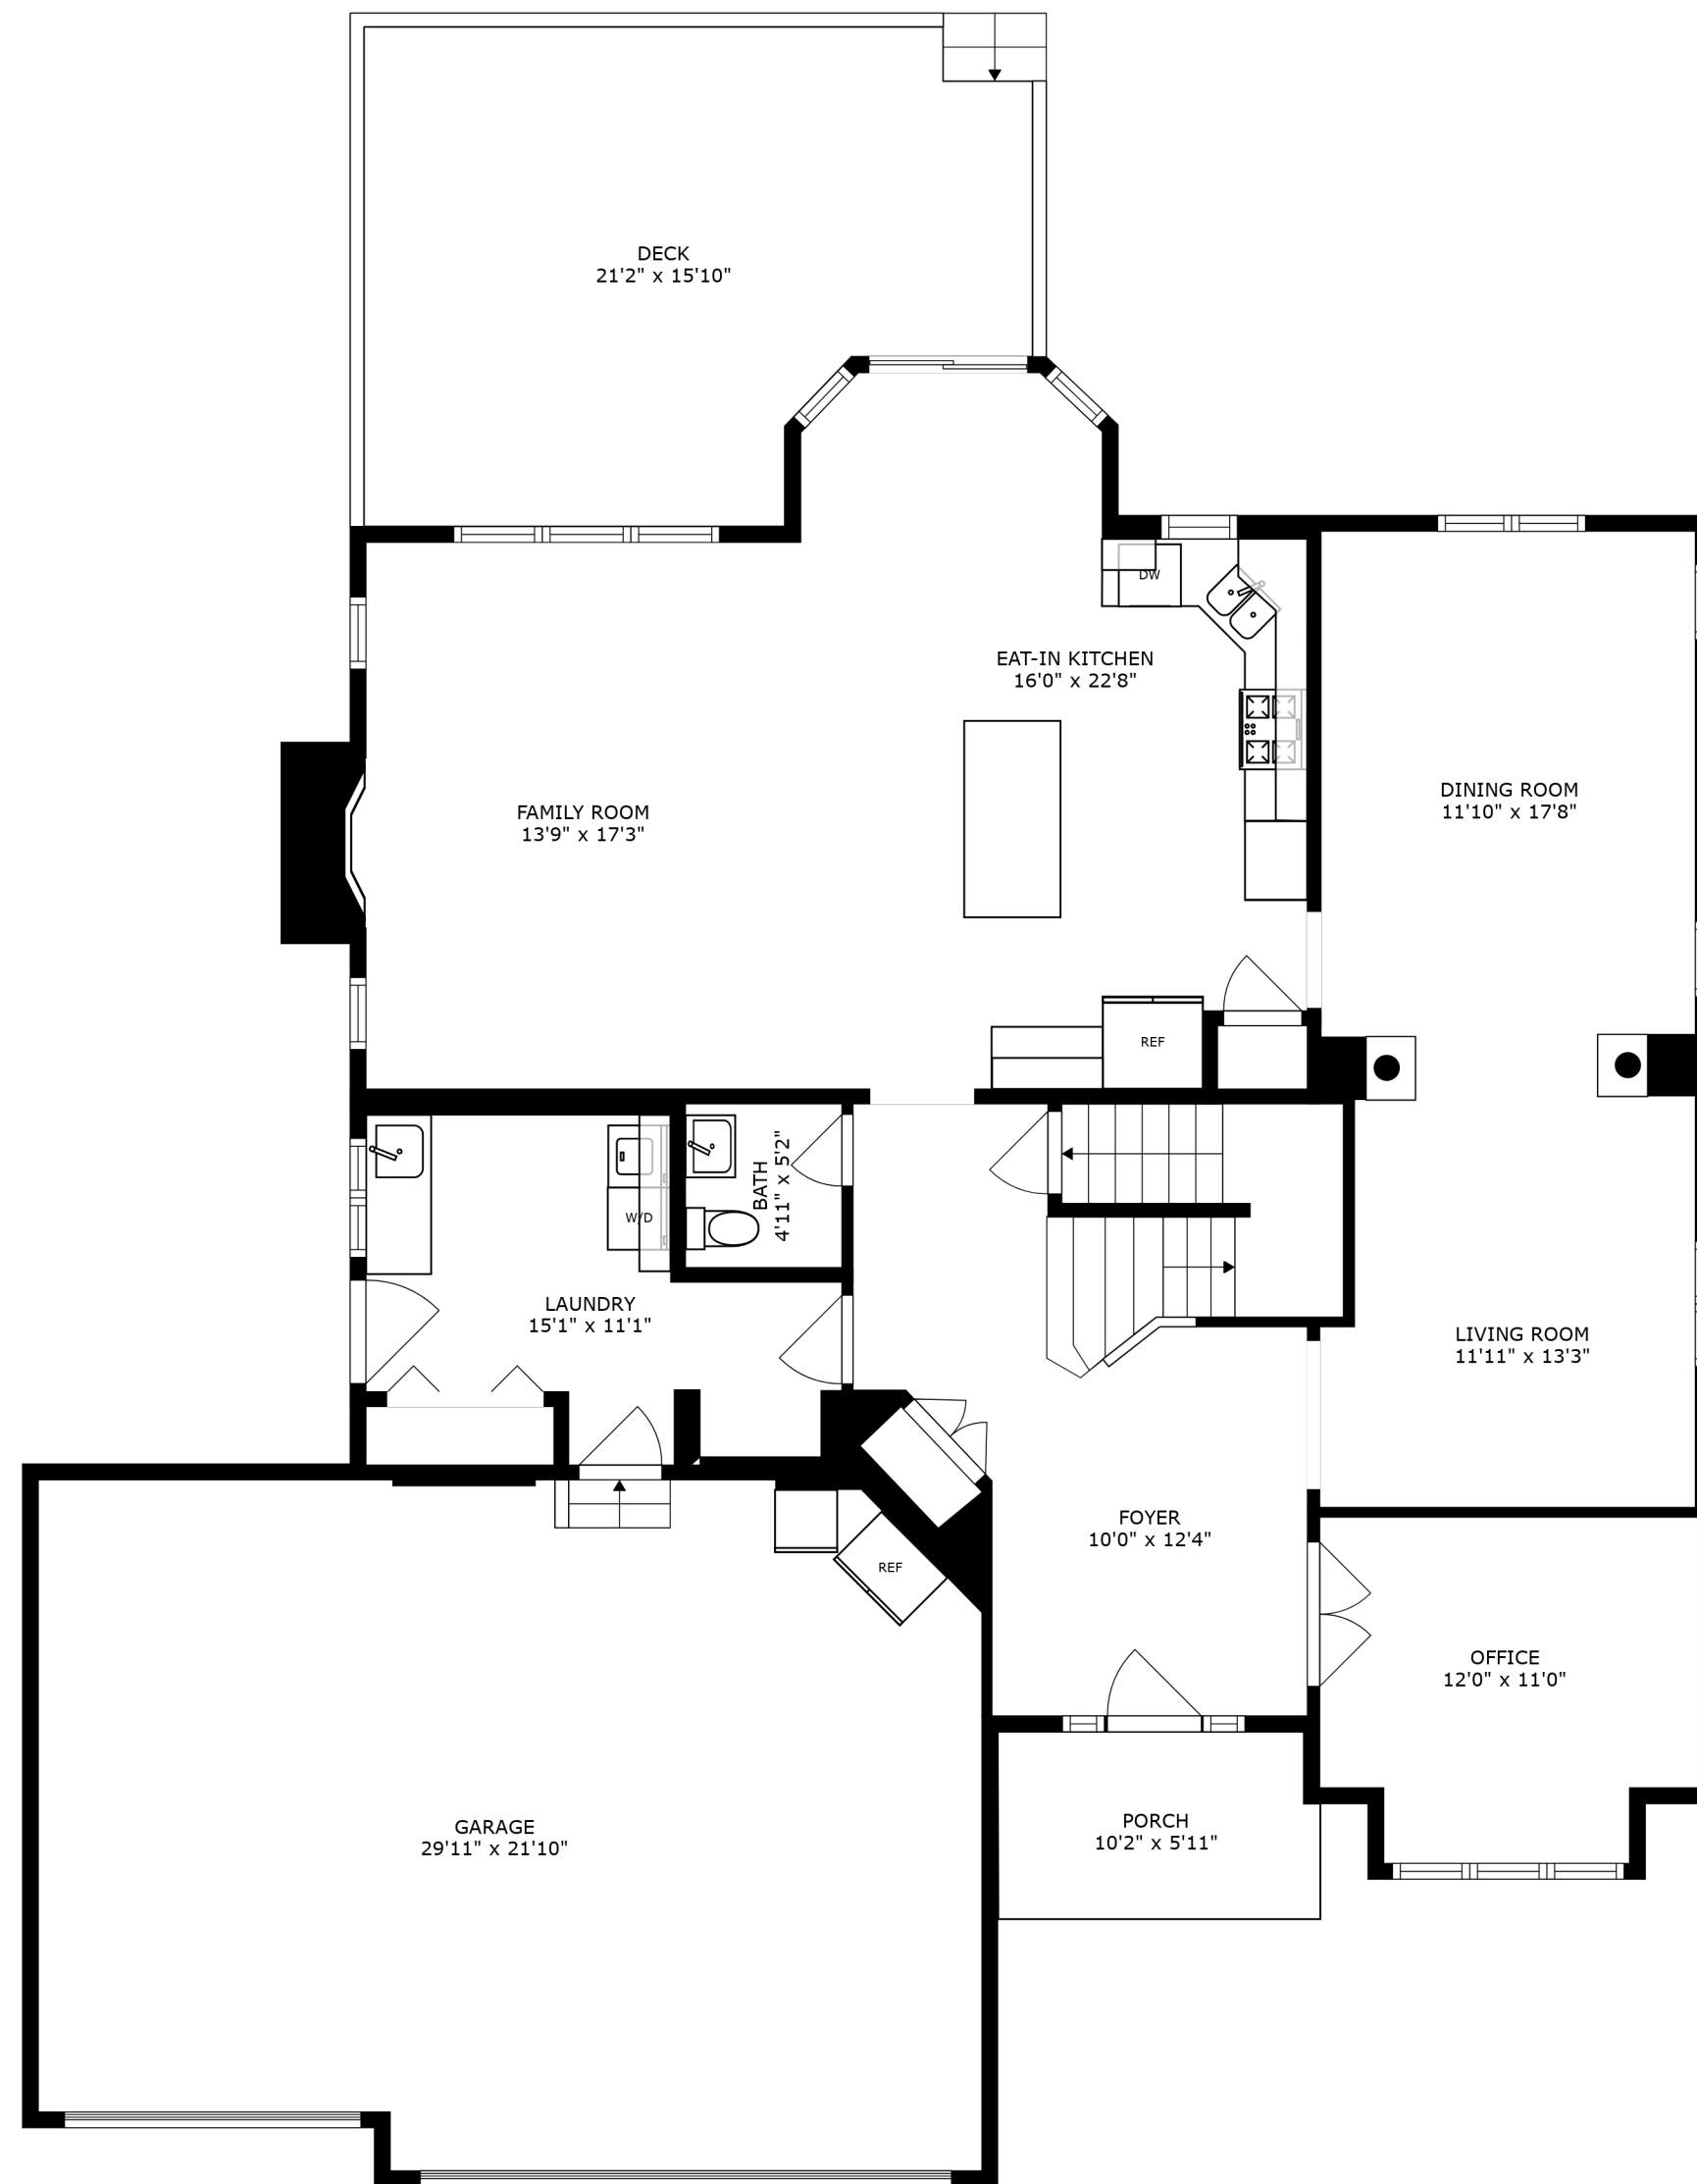 DECK
21'2" x 15'10"
DW
EAT-IN KITCHEN
16'0" x 22'8"
DINING ROOM
11'10" x 17'8"
FAMILY ROOM
13'9" x 17'3"
REF
BATH
4'11" x 5'2"
W/D
LAUNDRY
15'1" x 11'1"
LIVING ROOM
11'11" x 13'3"
FOYER
10'0" x 12'4"
REF
OFFICE
12'0" x 11'0"
PORCH
10'2" x 5'11"
GARAGE
29'11" x 21'10"